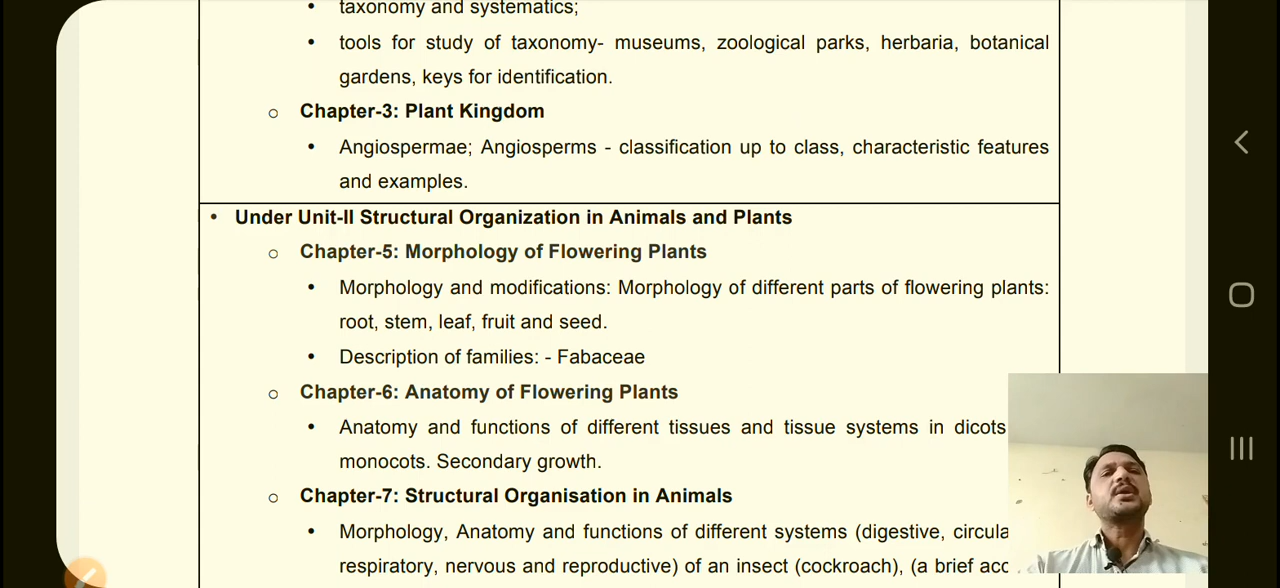 • taxonomy and systematics;
• tools for study of taxonomy- museums, zoological parks, herbaria, botanical
gardens, keys for identification.
o Chapter-3: Plant Kingdom
• Angiospermae; Angiosperms - classification up to class, characteristic features
and examples.
• Under Unit-II Structural Organization in Animals and Plants
o Chapter-5: Morphology of Flowering Plants
• Morphology and modifications: Morphology of different parts of flowering plants:
root, stem, leaf, fruit and seed.
• Description of families: - Fabaceae
o Chapter-6: Anatomy of Flowering Plants
• Anatomy and functions of different tissues and tissue systems in dicots
monocots. Secondary growth.
o Chapter-7: Structural Organisation in Animals
• Morphology, Anatomy and functions of different systems (digestive, circula
respiratory, nervous and reproductive) of an insect (cockroach), (a brief acc